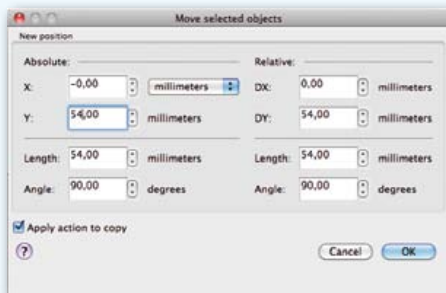 Move selected objects
New position
Absolute: Relative:
X: -0,00 millimeters DX: 0,00 millimeters
Y: 54,00 millimeters DY: 54,00 millimeters
Length: 54,00 millimeters Length: 54,00 millimeters
Angle: 90,00 degrees Angle: 90,00 degrees
Apply action to copy
? Cancel OK